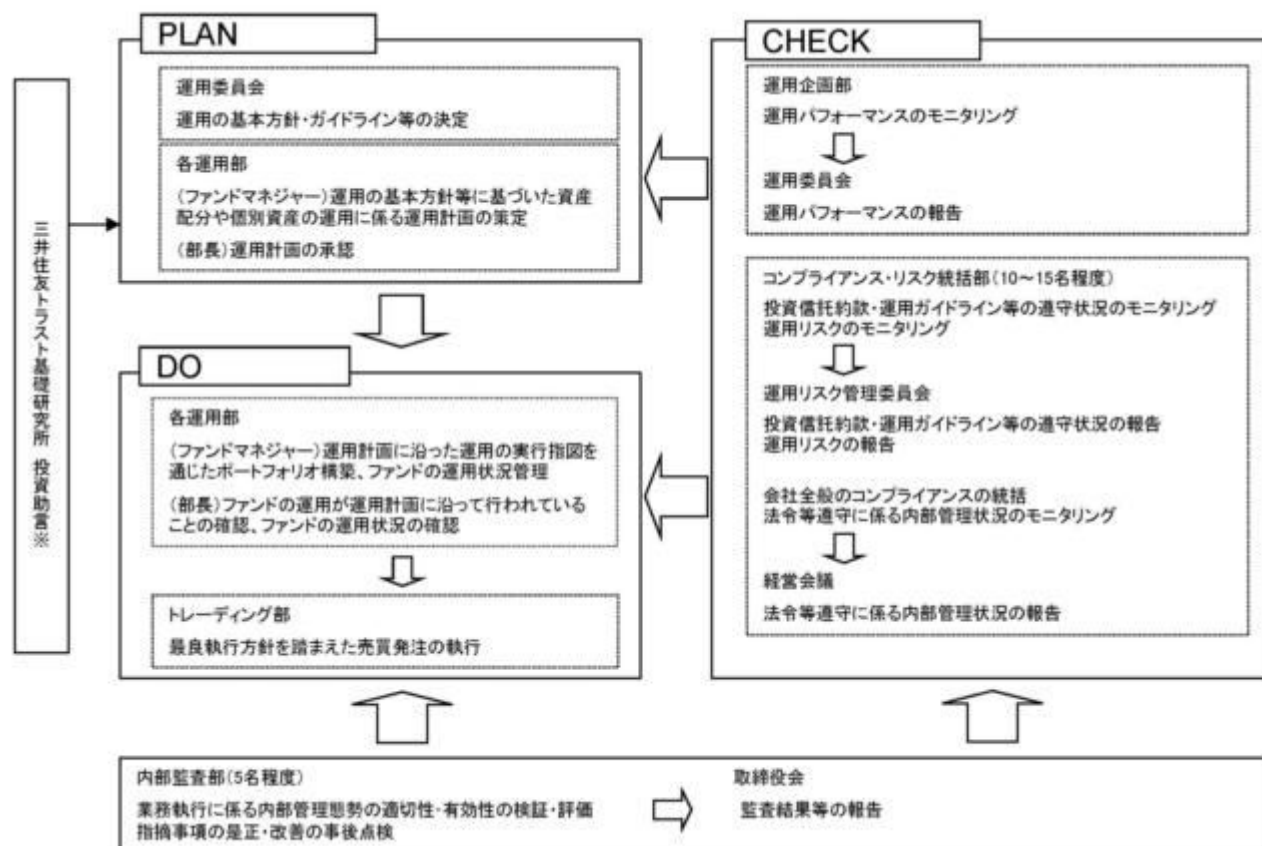 三井住友トラスト基礎研究所 投資助言※
PLAN
運用委員会
運用の基本方針・ガイドライン等の決定
各運用部
(ファンドマネジャー)運用の基本方針等に基づいた資産
配分や個別資産の運用に係る運用計画の策定
(部長)運用計画の承認
DO
各運用部
(ファンドマネジャー)運用計画に沿った運用の実行指図を
通じたポートフォリオ構築、ファンドの運用状況管理
(部長)ファンドの運用が運用計画に沿って行われている
ことの確認、ファンドの運用状況の確認
トレーディング部
最良執行方針を踏まえた売買発注の執行
CHECK
運用企画部
運用パフォーマンスのモニタリング
運用委員会
運用パフォーマンスの報告
コンプライアンス・リスク統括部(10～15名程度)
投資信託約款・運用ガイドライン等の遵守状況のモニタリング
運用リスクのモニタリング
運用リスク管理委員会
投資信託約款・運用ガイドライン等の遵守状況の報告
運用リスクの報告
会社全般のコンプライアンスの統括
法令等遵守に係る内部管理状況のモニタリング
経営会議
法令等遵守に係る内部管理状況の報告
内部監査部(5名程度)
業務執行に係る内部管理態勢の適切性・有効性の検証・評価
指摘事項の是正・改善の事後点検
取締役会
監査結果等の報告